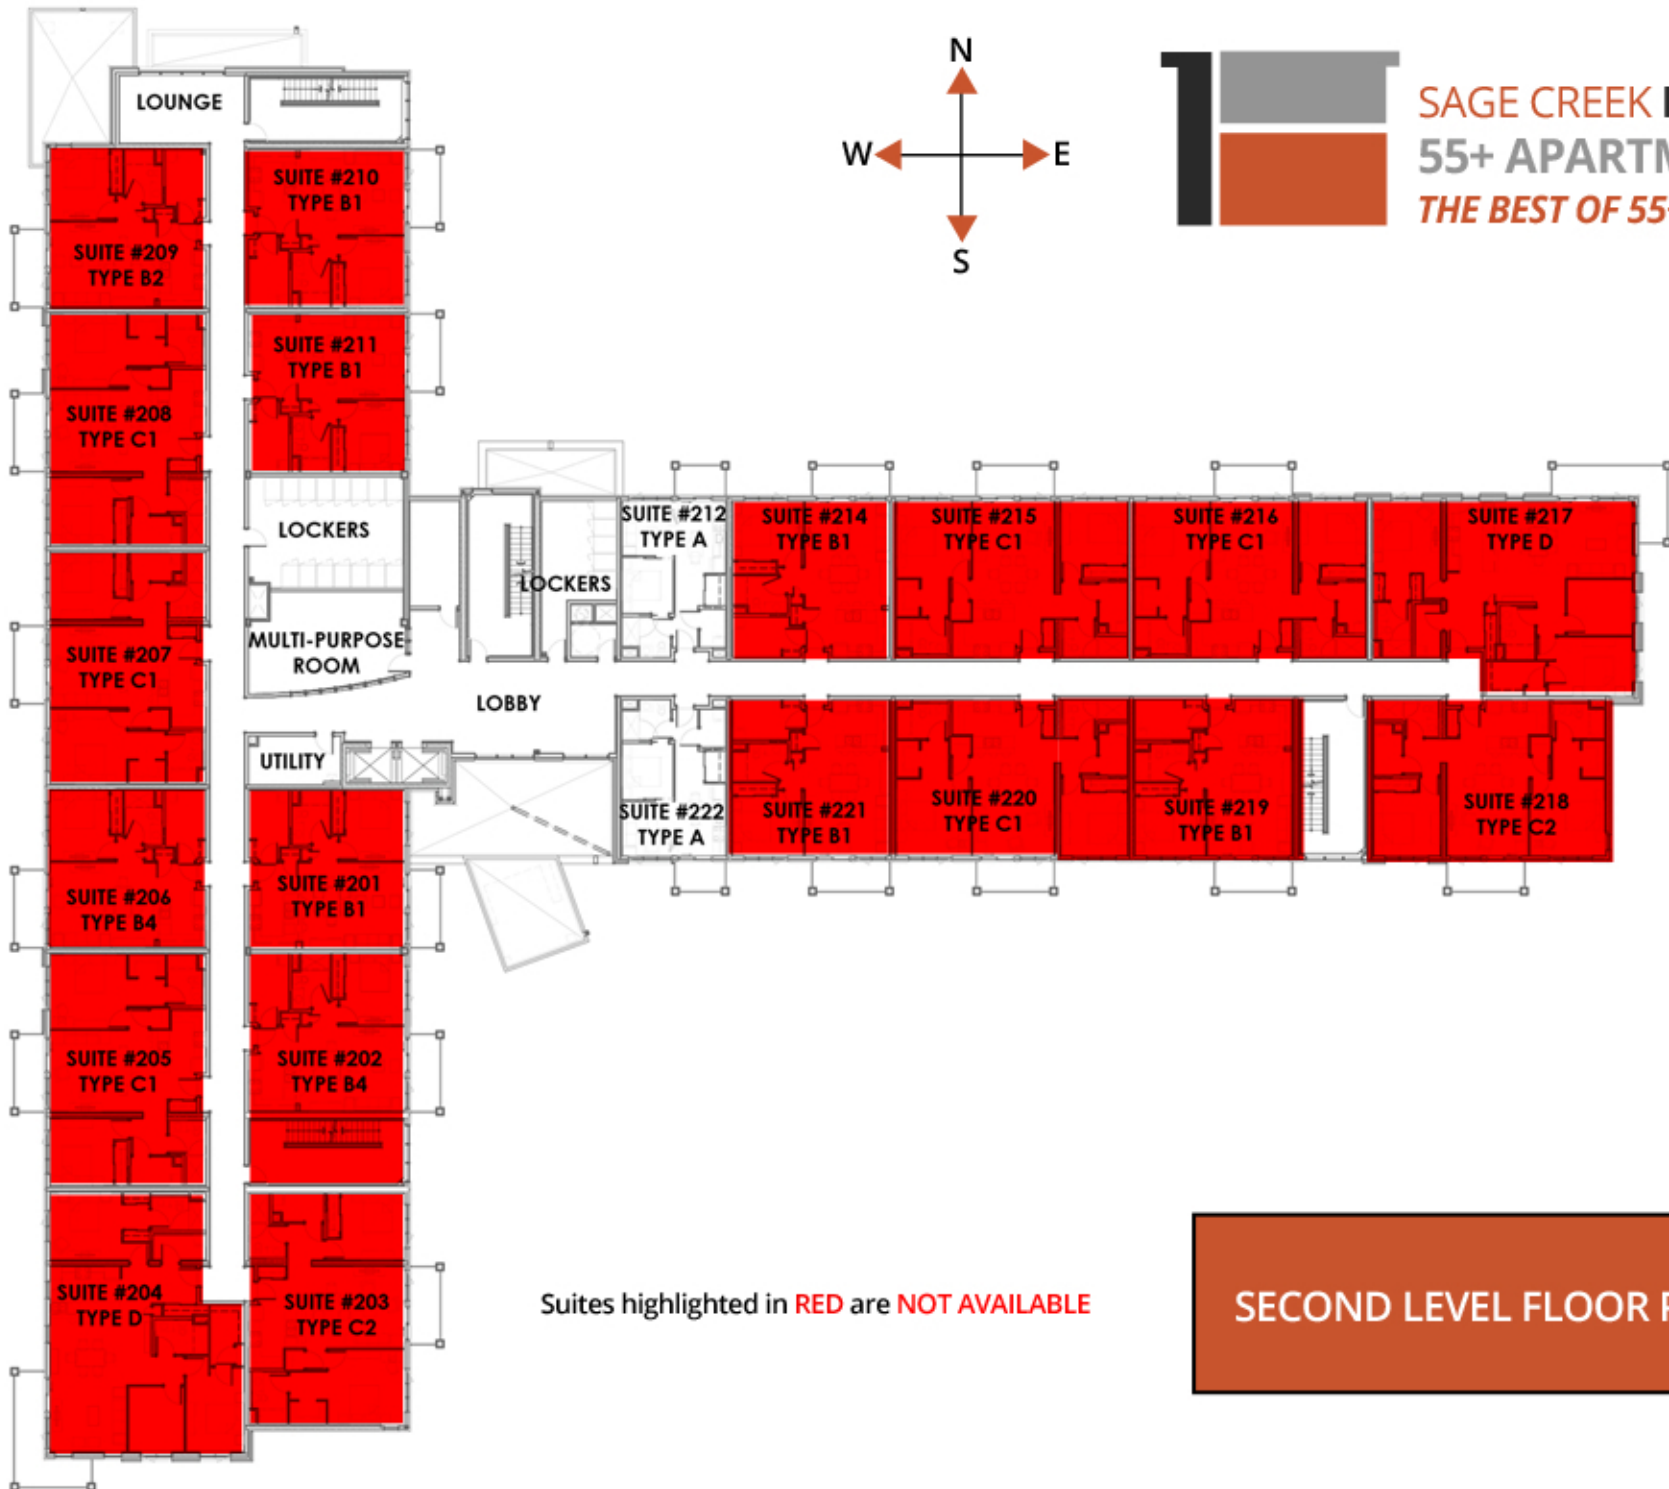 N
W E
S
SAGE CREEK
55+
THE BEST OF
LOUNGE
SUITE #210
TYPE B1
SUITE #209
TYPE B2
SUITE #211
TYPE B1
SUITE #208
TYPE C1
LOCKERS
LOCKERS
SUITE #212
TYPE A
SUITE #214
TYPE B1
SUITE #215
TYPE C1
SUITE #216
TYPE C1
SUITE #217
TYPE D
MULTI-PURPOSE
ROOM
SUITE #207
TYPE C1
LOBBY
UTILITY
SUITE #222
TYPE A
SUITE #221
TYPE B1
SUITE #220
TYPE C1
SUITE #219
TYPE B1
SUITE #218
TYPE C2
SUITE #206
TYPE B4
SUITE #201
TYPE B1
SUITE #205
TYPE C1
SUITE #202
TYPE B4
SUITE #204
TYPE D
SUITE #203
TYPE C2
Suites highlighted in RED are NOT AVAILABLE
SECOND LEVEL FLOOR